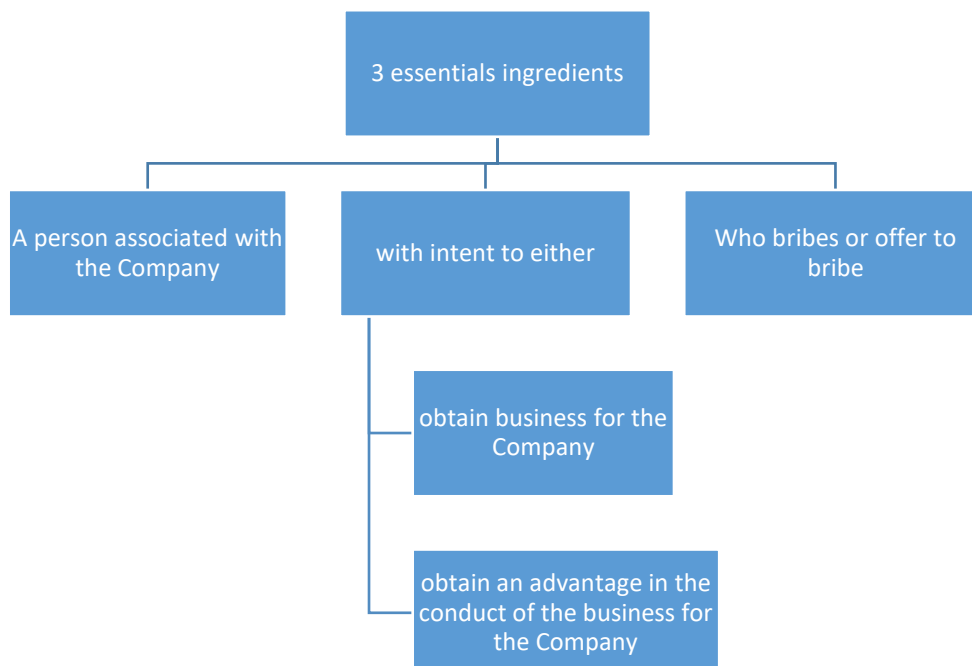 3 essentials ingredients
A person associated with
the Company
with intent to either
Who bribes or offer to
bribe
obtain business for the
Company
obtain an advantage in the
conduct of the business for
the Company